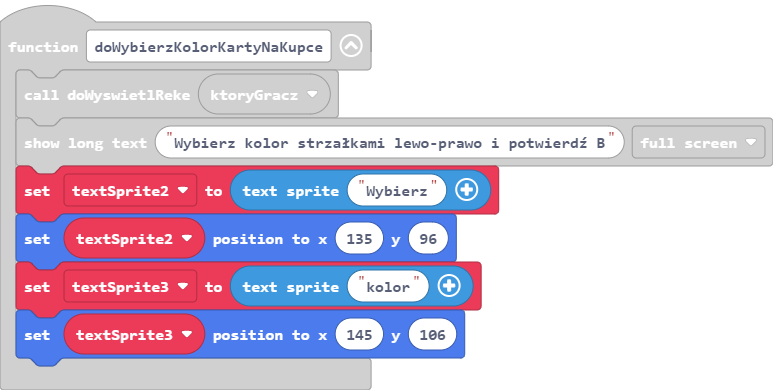 function doWybierzKolorKartyNaKupce
call doWyswietlReke ktoryGracz
show long text "Wybierz kolor strzałkami lewo-prawo i potwierdź B" full screen
set textSprite2 to text sprite "Wybierz"
set textSprite2 position to x 135 y 96
set textSprite3 to text sprite "kolor"
set textSprite3 position to x 145 y 106